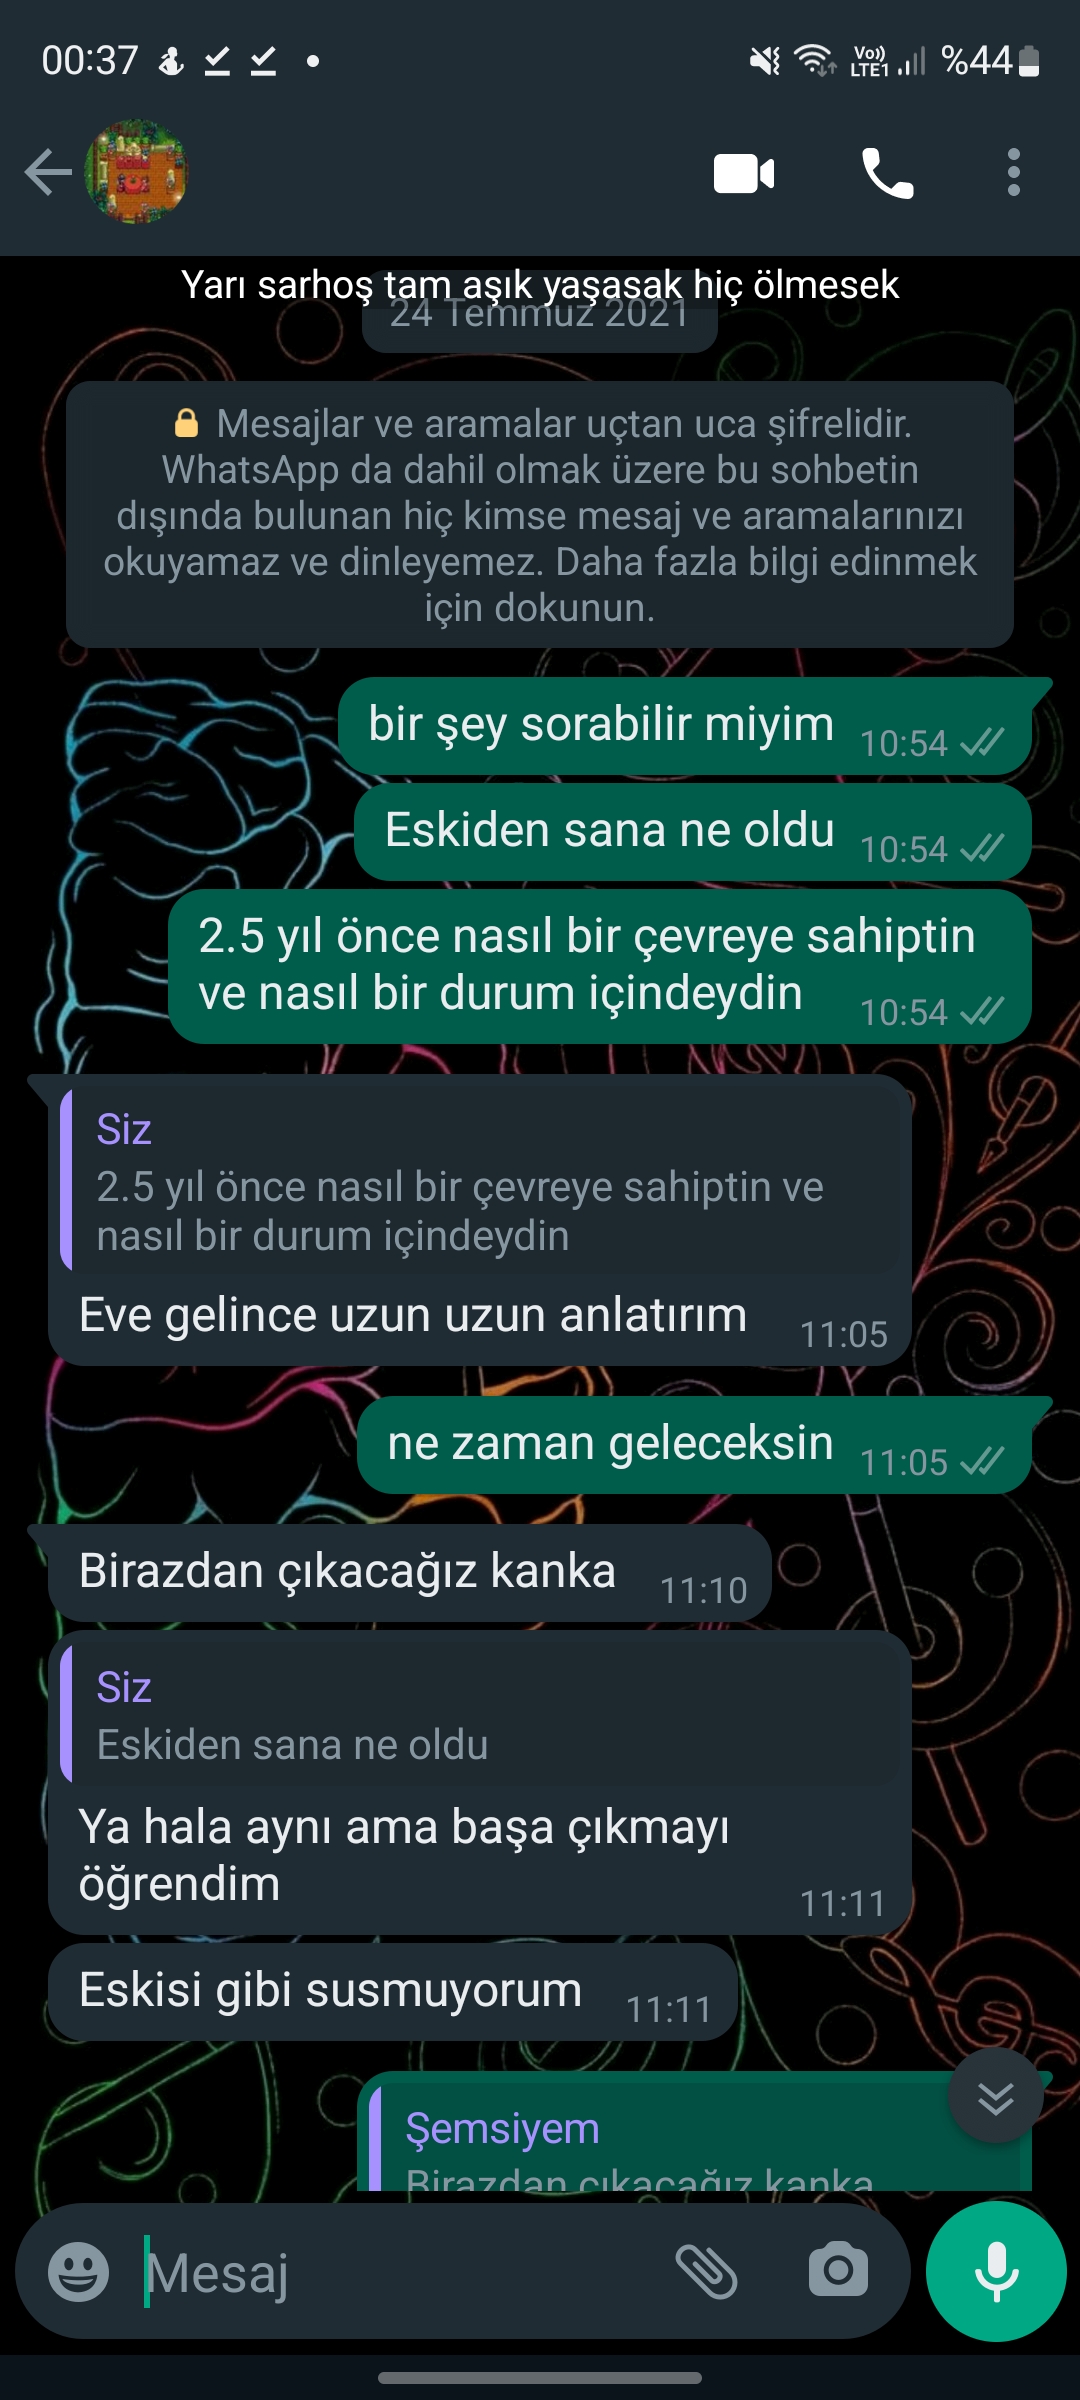 00:37
Vo)) LTE1 %44
Yarı sarhoş tam aşık yaşasak hiç ölmesek
24 Temmuz 2021
Mesajlar ve aramalar uçtan uca şifrelidir.
WhatsApp da dahil olmak üzere bu sohbetin
dışında bulunan hiç kimse mesaj ve aramalarınızı
okuyamaz ve dinleyemez. Daha fazla bilgi edinmek
için dokunun.
bir şey sorabilir miyim 10:54
Eskiden sana ne oldu 10:54
2.5 yıl önce nasıl bir çevreye sahiptin
ve nasıl bir durum içindeydin 10:54
Siz
2.5 yıl önce nasıl bir çevreye sahiptin ve
nasıl bir durum içindeydin
Eve gelince uzun uzun anlatırım 11:05
ne zaman geleceksin 11:05
Birazdan çıkacağız kanka 11:10
Siz
Eskiden sana ne oldu
Ya hala aynı ama başa çıkmayı
öğrendim 11:11
Eskisi gibi susmuyorum 11:11
Şemsiyem
Birazdan çıkacağız kanka
Mesaj